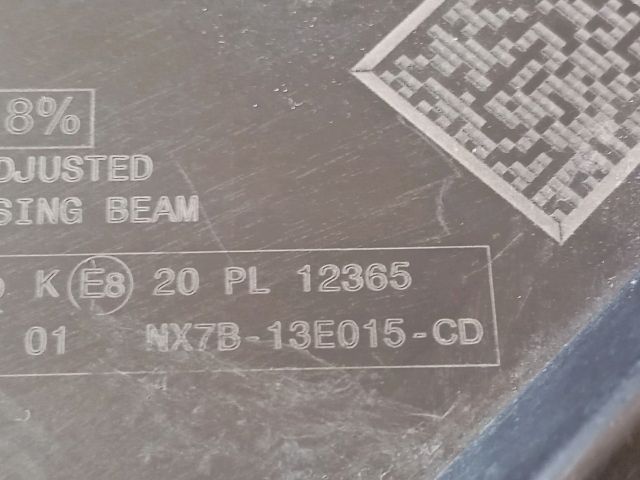 8%
DJUSTED
SING BEAM
K E8 20 PL 12365
01 NX7B-13E015-CD